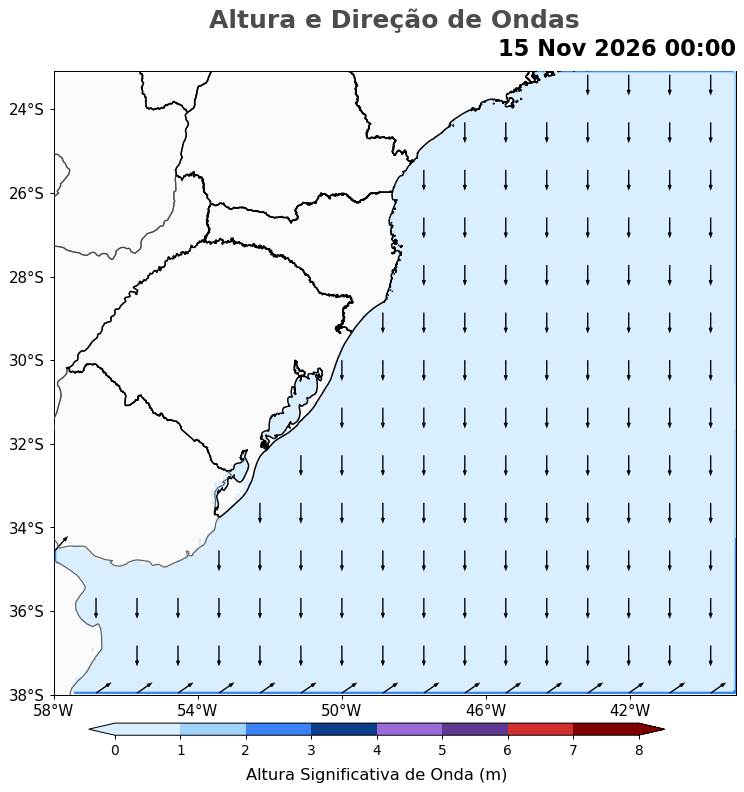 Altura e Direção de Ondas
15 Nov 2026 00:00
24°S
26°S
28°S
30°S
32°S
34°S
36°S
38°S
58°W 54°W 50°W 46°W 42°W
0 1 2 3 4 5 6 7 8
Altura Significativa de Onda (m)